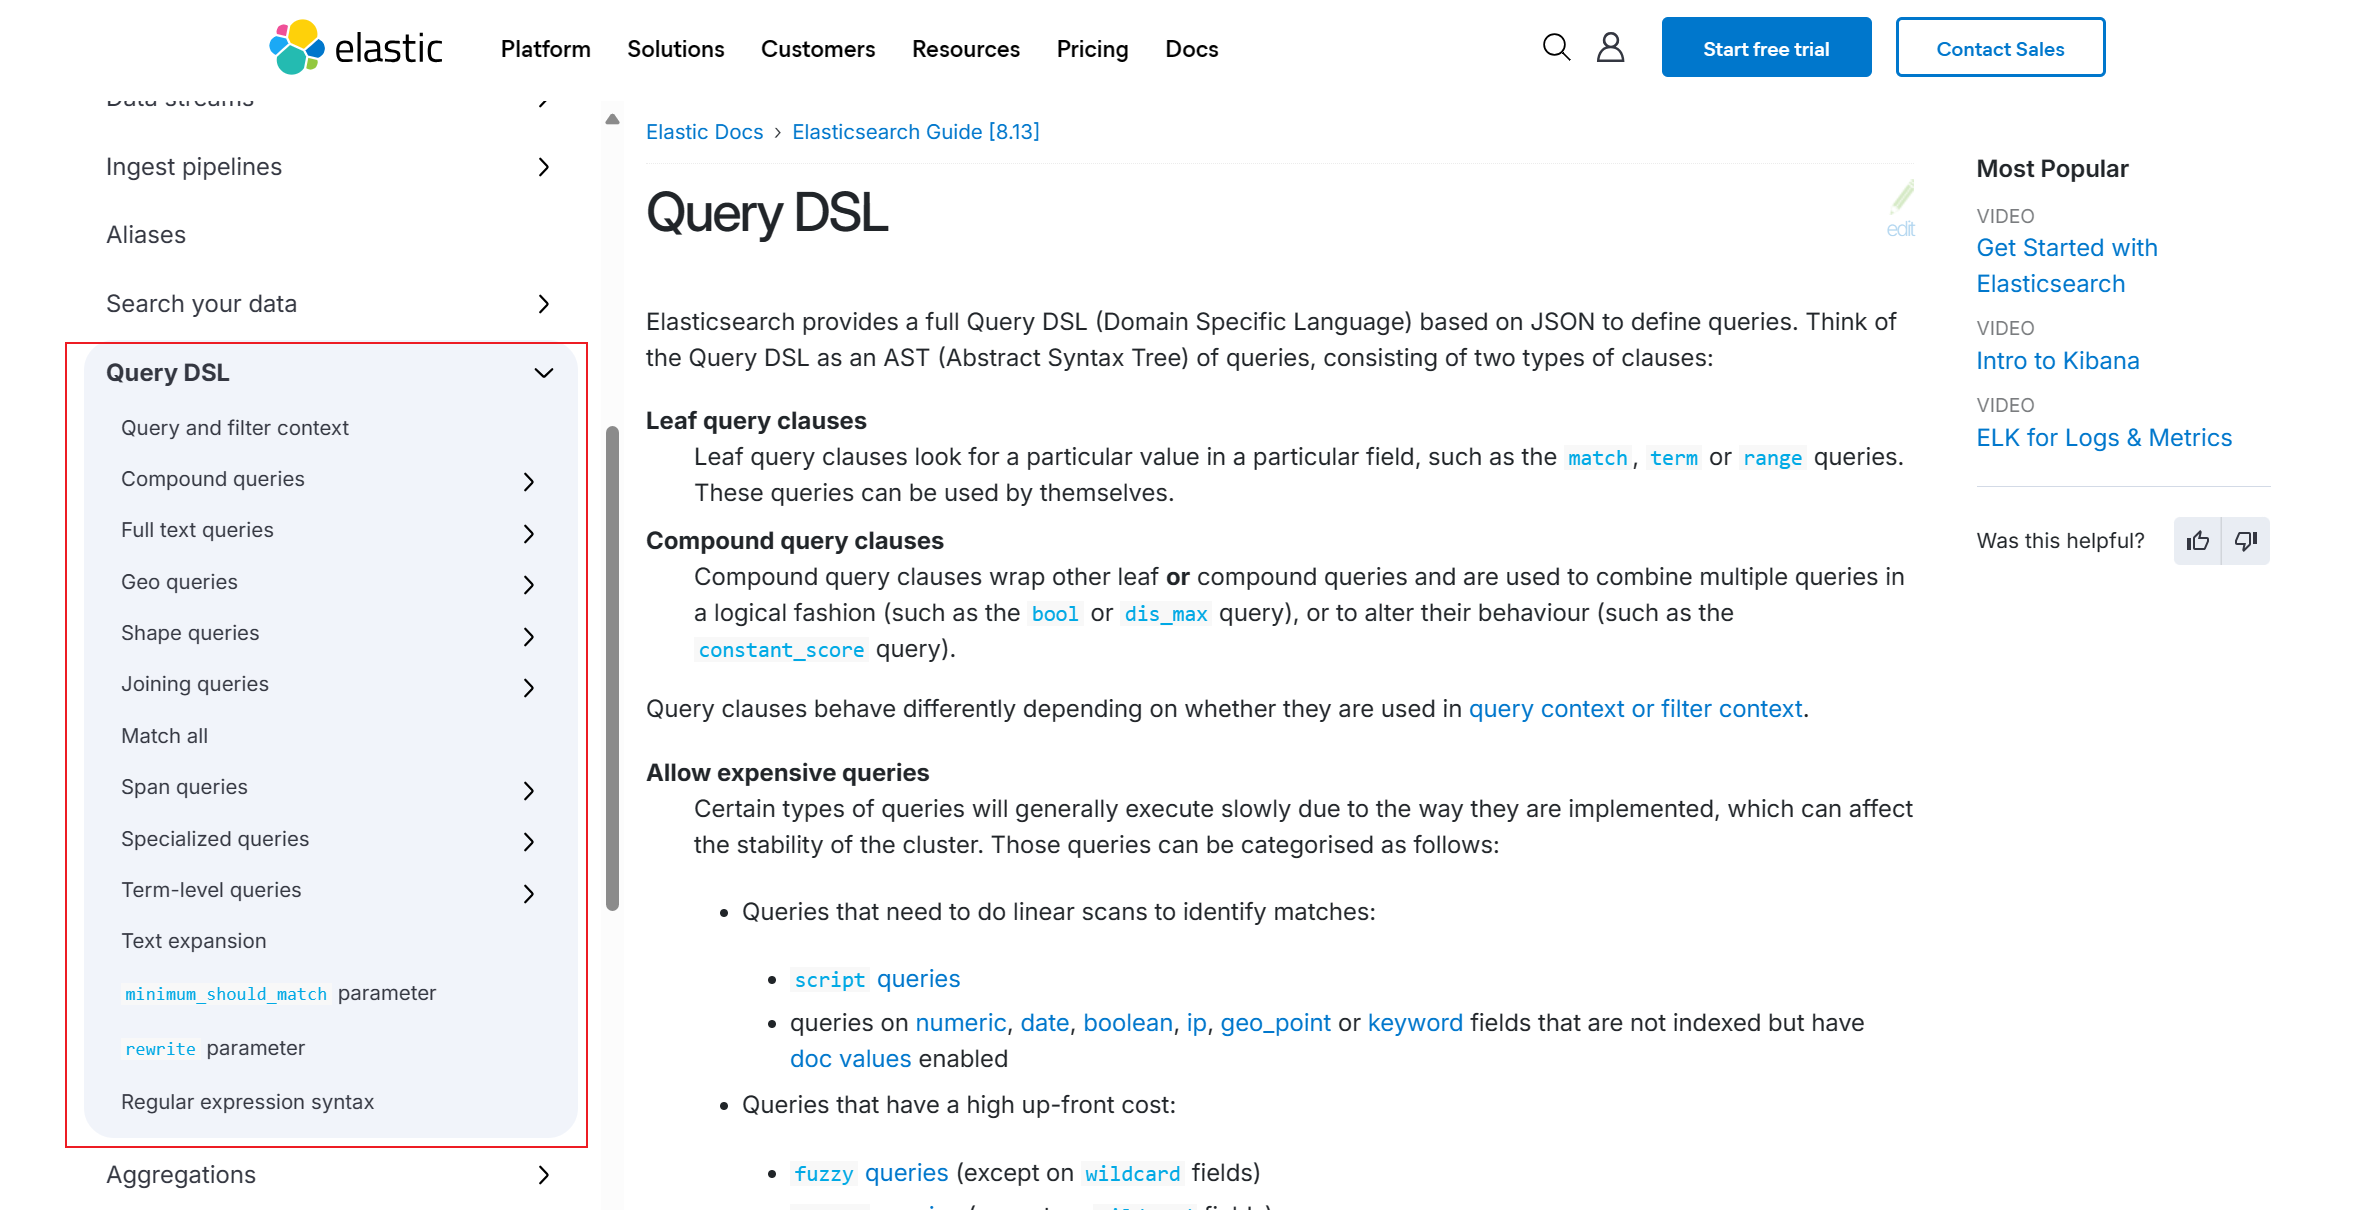 elastic
Platform
Solutions
Customers
Resources
Pricing
Docs
Start free trial
Contact Sales
Data streams
Ingest pipelines
Aliases
Search your data
Query DSL
Query and filter context
Compound queries
Full text queries
Geo queries
Shape queries
Joining queries
Match all
Span queries
Specialized queries
Term-level queries
Text expansion
minimum_should_match parameter
rewrite parameter
Regular expression syntax
Aggregations
Elastic Docs › Elasticsearch Guide [8.13]
Query DSL
edit
Elasticsearch provides a full Query DSL (Domain Specific Language) based on JSON to define queries. Think of
the Query DSL as an AST (Abstract Syntax Tree) of queries, consisting of two types of clauses:
Leaf query clauses
Leaf query clauses look for a particular value in a particular field, such as the match, term or range queries.
These queries can be used by themselves.
Compound query clauses
Compound query clauses wrap other leaf or compound queries and are used to combine multiple queries in
a logical fashion (such as the bool or dis_max query), or to alter their behaviour (such as the
constant_score query).
Query clauses behave differently depending on whether they are used in query context or filter context.
Allow expensive queries
Certain types of queries will generally execute slowly due to the way they are implemented, which can affect
the stability of the cluster. Those queries can be categorised as follows:
• Queries that need to do linear scans to identify matches:
• script queries
• queries on numeric, date, boolean, ip, geo_point or keyword fields that are not indexed but have
doc values enabled
• Queries that have a high up-front cost:
• fuzzy queries (except on wildcard fields)
Most Popular
VIDEO
Get Started with
Elasticsearch
VIDEO
Intro to Kibana
VIDEO
ELK for Logs & Metrics
Was this helpful?